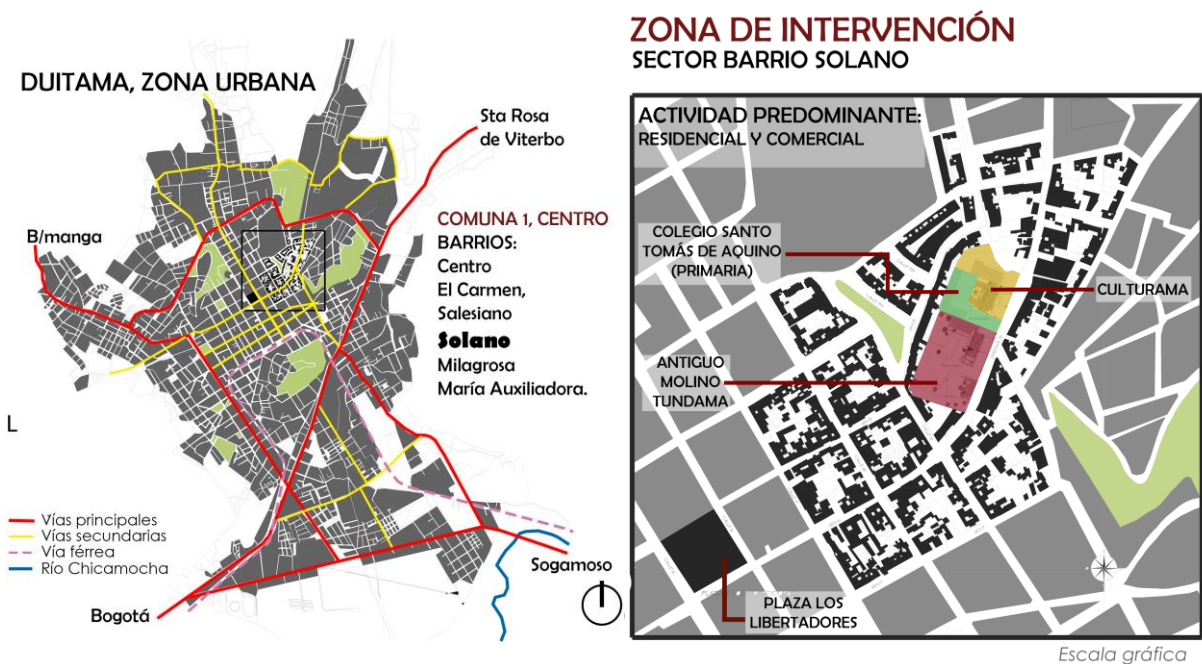 DUITAMA, ZONA URBANA
Sta Rosa
de Viterbo
B/manga
COMUNA 1, CENTRO
BARRIOS:
Centro
El Carmen,
Salesiano
Solano
Milagrosa
María Auxiliadora.
L
Vías principales
Vías secundarias
Vía férrea
Río Chicamocha
Sogamoso
Bogotá
ZONA DE INTERVENCIÓN
SECTOR BARRIO SOLANO
ACTIVIDAD PREDOMINANTE:
RESIDENCIAL Y COMERCIAL
COLEGIO SANTO
TOMÁS DE AQUINO
(PRIMARIA)
CULTURAMA
ANTIGUO
MOLINO
TUNDAMA
PLAZA LOS
LIBERTADORES
Escala gráfica